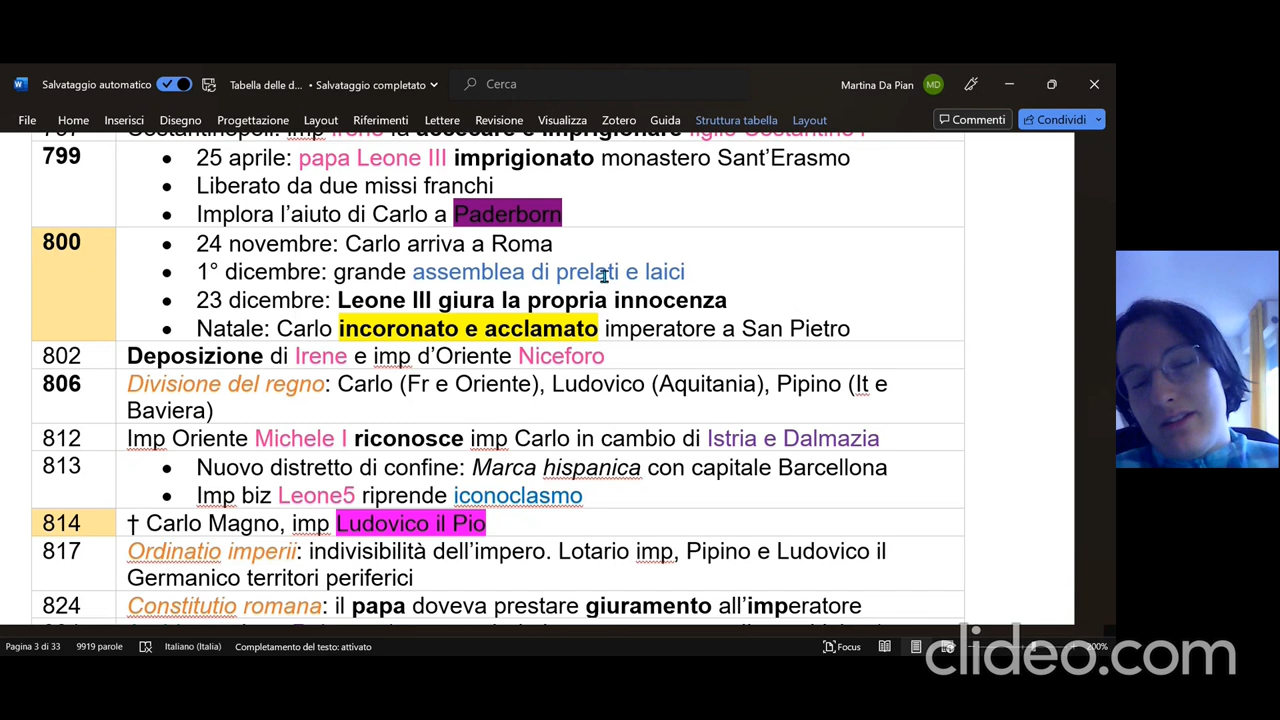 Salvataggio automatico
Tabella delle d... • Salvataggio completato
Cerca
Martina Da Pian
MD
File Home Inserisci Disegno Progettazione Layout Riferimenti Lettere Revisione Visualizza Zotero Guida Struttura tabella Layout
Commenti
Condividi
799
• 25 aprile: papa Leone III imprigionato monastero Sant'Erasmo
• Liberato da due missi franchi
• Implora l'aiuto di Carlo a Paderborn
800
• 24 novembre: Carlo arriva a Roma
• 1° dicembre: grande assemblea di prelati e laici
• 23 dicembre: Leone III giura la propria innocenza
• Natale: Carlo incoronato e acclamato imperatore a San Pietro
802 Deposizione di Irene e imp d'Oriente Niceforo
806 Divisione del regno: Carlo (Fr e Oriente), Ludovico (Aquitania), Pipino (It e
Baviera)
812 Imp Oriente Michele I riconosce imp Carlo in cambio di Istria e Dalmazia
813 • Nuovo distretto di confine: Marca hispanica con capitale Barcellona
• Imp biz Leone5 riprende iconoclasmo
814 † Carlo Magno, imp Ludovico il Pio
817 Ordinatio imperii: indivisibilità dell'impero. Lotario imp, Pipino e Ludovico il
Germanico territori periferici
824 Constitutio romana: il papa doveva prestare giuramento all'imperatore
Pagina 3 di 33 9919 parole Italiano (Italia) Completamento del testo: attivato
Focus
200%
clideo.com